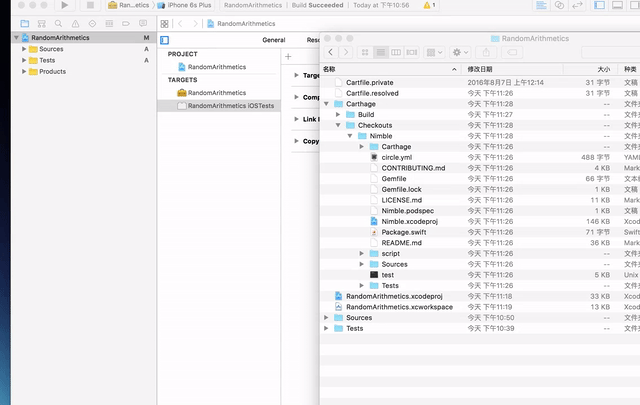 Ran...etics
iPhone 6s Plus
RandomArithmetics | Build Succeeded | Today at 下午10:56
1
RandomArithmetics M
Sources A
Tests A
Products
RandomArithmetics
General Reso
PROJECT
RandomArithmetics
TARGETS
RandomArithmetics
RandomArithmetics iOSTests
Targe
Comp
Link
Copy
RandomArithmetics
名称 修改日期 大小 种类
Cartfile.private 2016年8月7日 上午12:14 31 字节 文稿
Cartfile.resolved 今天 下午11:26 31 字节 文稿
Carthage 今天 下午11:28 -- 文件夹
Build 今天 下午11:27 -- 文件夹
Checkouts 今天 下午11:28 -- 文件夹
Nimble 今天 下午11:28 -- 文件夹
Carthage 今天 下午11:26 -- 文件夹
circle.yml 今天 下午11:26 488 字节 YAML
CONTRIBUTING.md 今天 下午11:26 4 KB Mark
Gemfile 今天 下午11:26 66 字节 文本
Gemfile.lock 今天 下午11:26 1 KB 文稿
LICENSE.md 今天 下午11:26 11 KB Mark
Nimble.podspec 今天 下午11:26 1 KB 文稿
Nimble.xcodeproj 今天 下午11:26 146 KB Xcod
Package.swift 今天 下午11:26 71 字节 Swift
README.md 今天 下午11:26 36 KB Mark
script 今天 下午11:26 -- 文件夹
Sources 今天 下午11:26 -- 文件夹
test 今天 下午11:26 5 KB Unix
Tests 今天 下午11:26 -- 文件夹
RandomArithmetics.xcodeproj 今天 下午11:18 33 KB Xcod
RandomArithmetics.xcworkspace 今天 下午11:19 13 KB Xcod
Sources 今天 下午10:50 -- 文件夹
Tests 今天 下午10:39 -- 文件夹